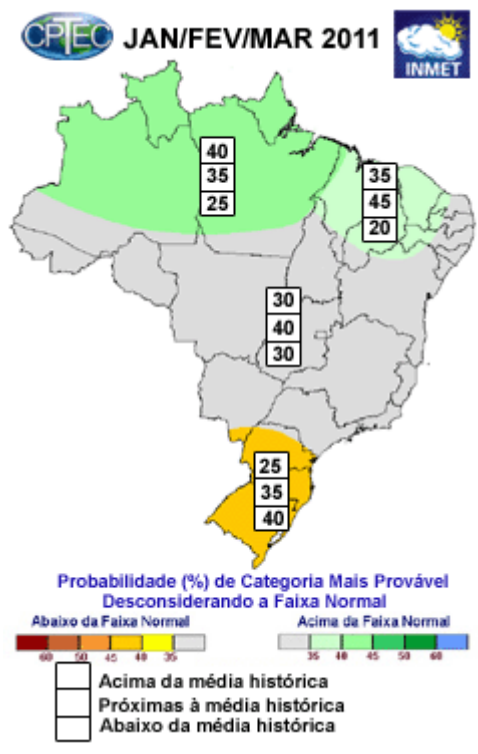 CPTEC JAN/FEV/MAR 2011 INMET
40
35
25
35
45
20
30
40
30
25
35
40
Probabilidade (%) de Categoria Mais Provável
Desconsiderando a Faixa Normal
Abaixo da Faixa Normal Acima da Faixa Normal
60 50 45 40 35 35 40 45 50 60
Acima da média histórica
Próximas à média histórica
Abaixo da média histórica